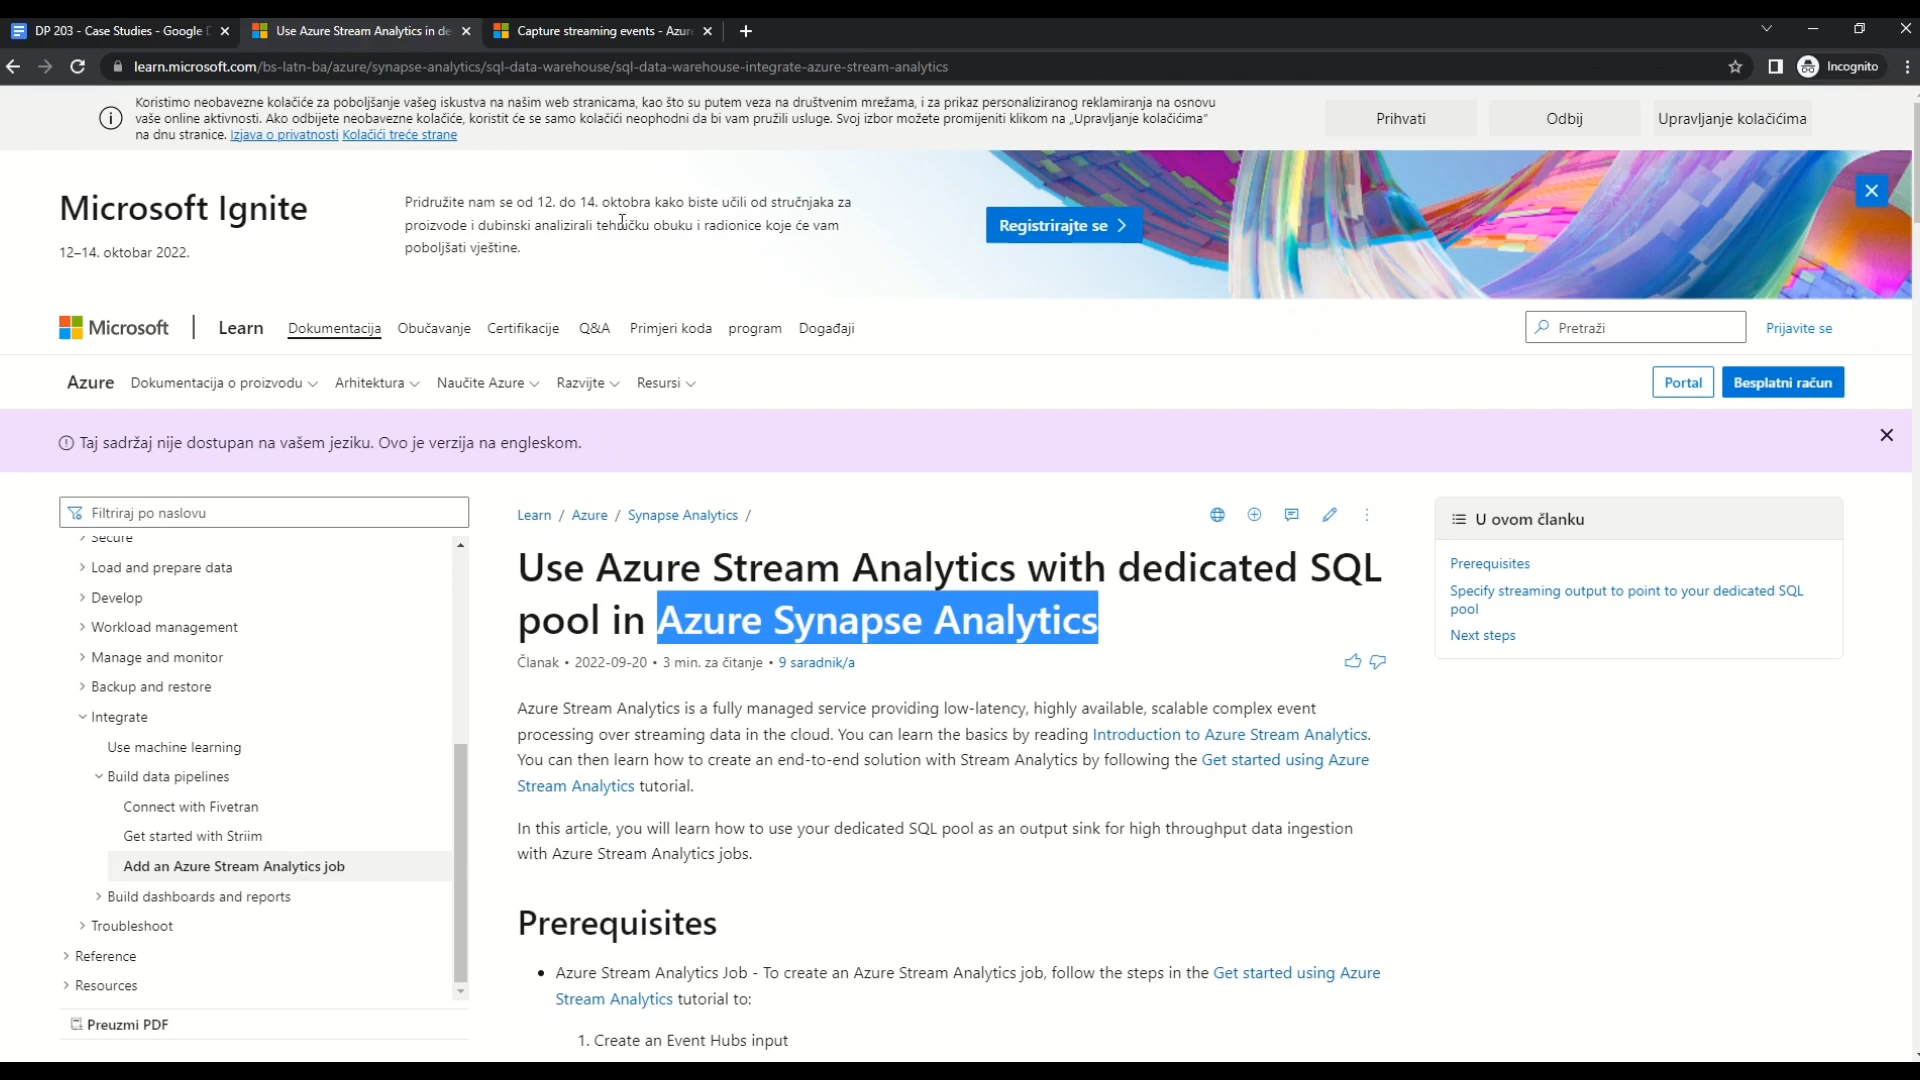 DP 203 - Case Studies - Google
Use Azure Stream Analytics in de
Capture streaming events - Azur
learn.microsoft.com/bs-latn-ba/azure/synapse-analytics/sql-data-warehouse/sql-data-warehouse-integrate-azure-stream-analytics
Incognito
Koristimo neobavezne kolačiće za poboljšanje vašeg iskustva na našim web stranicama, kao što su putem veza na društvenim mrežama, i za prikaz personaliziranog reklamiranja na osnovu
vaše online aktivnosti. Ako odbijete neobavezne kolačiće, koristit će se samo kolačići neophodni da bi vam pružili usluge. Svoj izbor možete promijeniti klikom na „Upravljanje kolačićima“
na dnu stranice. Izjava o privatnosti Kolačići treće strane
Prihvati
Odbij
Upravljanje kolačićima
Microsoft Ignite
12–14. oktobar 2022.
Pridružite nam se od 12. do 14. oktobra kako biste učili od stručnjaka za
proizvode i dubinski analizirali tehničku obuku i radionice koje će vam
poboljšati vještine.
Registrirajte se
Microsoft
Learn
Dokumentacija
Obučavanje
Certifikacije
Q&A
Primjeri koda
program
Događaji
Pretraži
Prijavite se
Azure
Dokumentacija o proizvodu
Arhitektura
Naučite Azure
Razvijte
Resursi
Portal
Besplatni račun
Taj sadržaj nije dostupan na vašem jeziku. Ovo je verzija na engleskom.
Filtriraj po naslovu
Secure
Load and prepare data
Develop
Workload management
Manage and monitor
Backup and restore
Integrate
Use machine learning
Build data pipelines
Connect with Fivetran
Get started with Striim
Add an Azure Stream Analytics job
Build dashboards and reports
Troubleshoot
Reference
Resources
Preuzmi PDF
Learn / Azure / Synapse Analytics /
Use Azure Stream Analytics with dedicated SQL
pool in Azure Synapse Analytics
Članak • 2022-09-20 • 3 min. za čitanje • 9 saradnik/a
Azure Stream Analytics is a fully managed service providing low-latency, highly available, scalable complex event
processing over streaming data in the cloud. You can learn the basics by reading Introduction to Azure Stream Analytics.
You can then learn how to create an end-to-end solution with Stream Analytics by following the Get started using Azure
Stream Analytics tutorial.
In this article, you will learn how to use your dedicated SQL pool as an output sink for high throughput data ingestion
with Azure Stream Analytics jobs.
Prerequisites
• Azure Stream Analytics Job - To create an Azure Stream Analytics job, follow the steps in the Get started using Azure
Stream Analytics tutorial to:
1. Create an Event Hubs input
U ovom članku
Prerequisites
Specify streaming output to point to your dedicated SQL
pool
Next steps